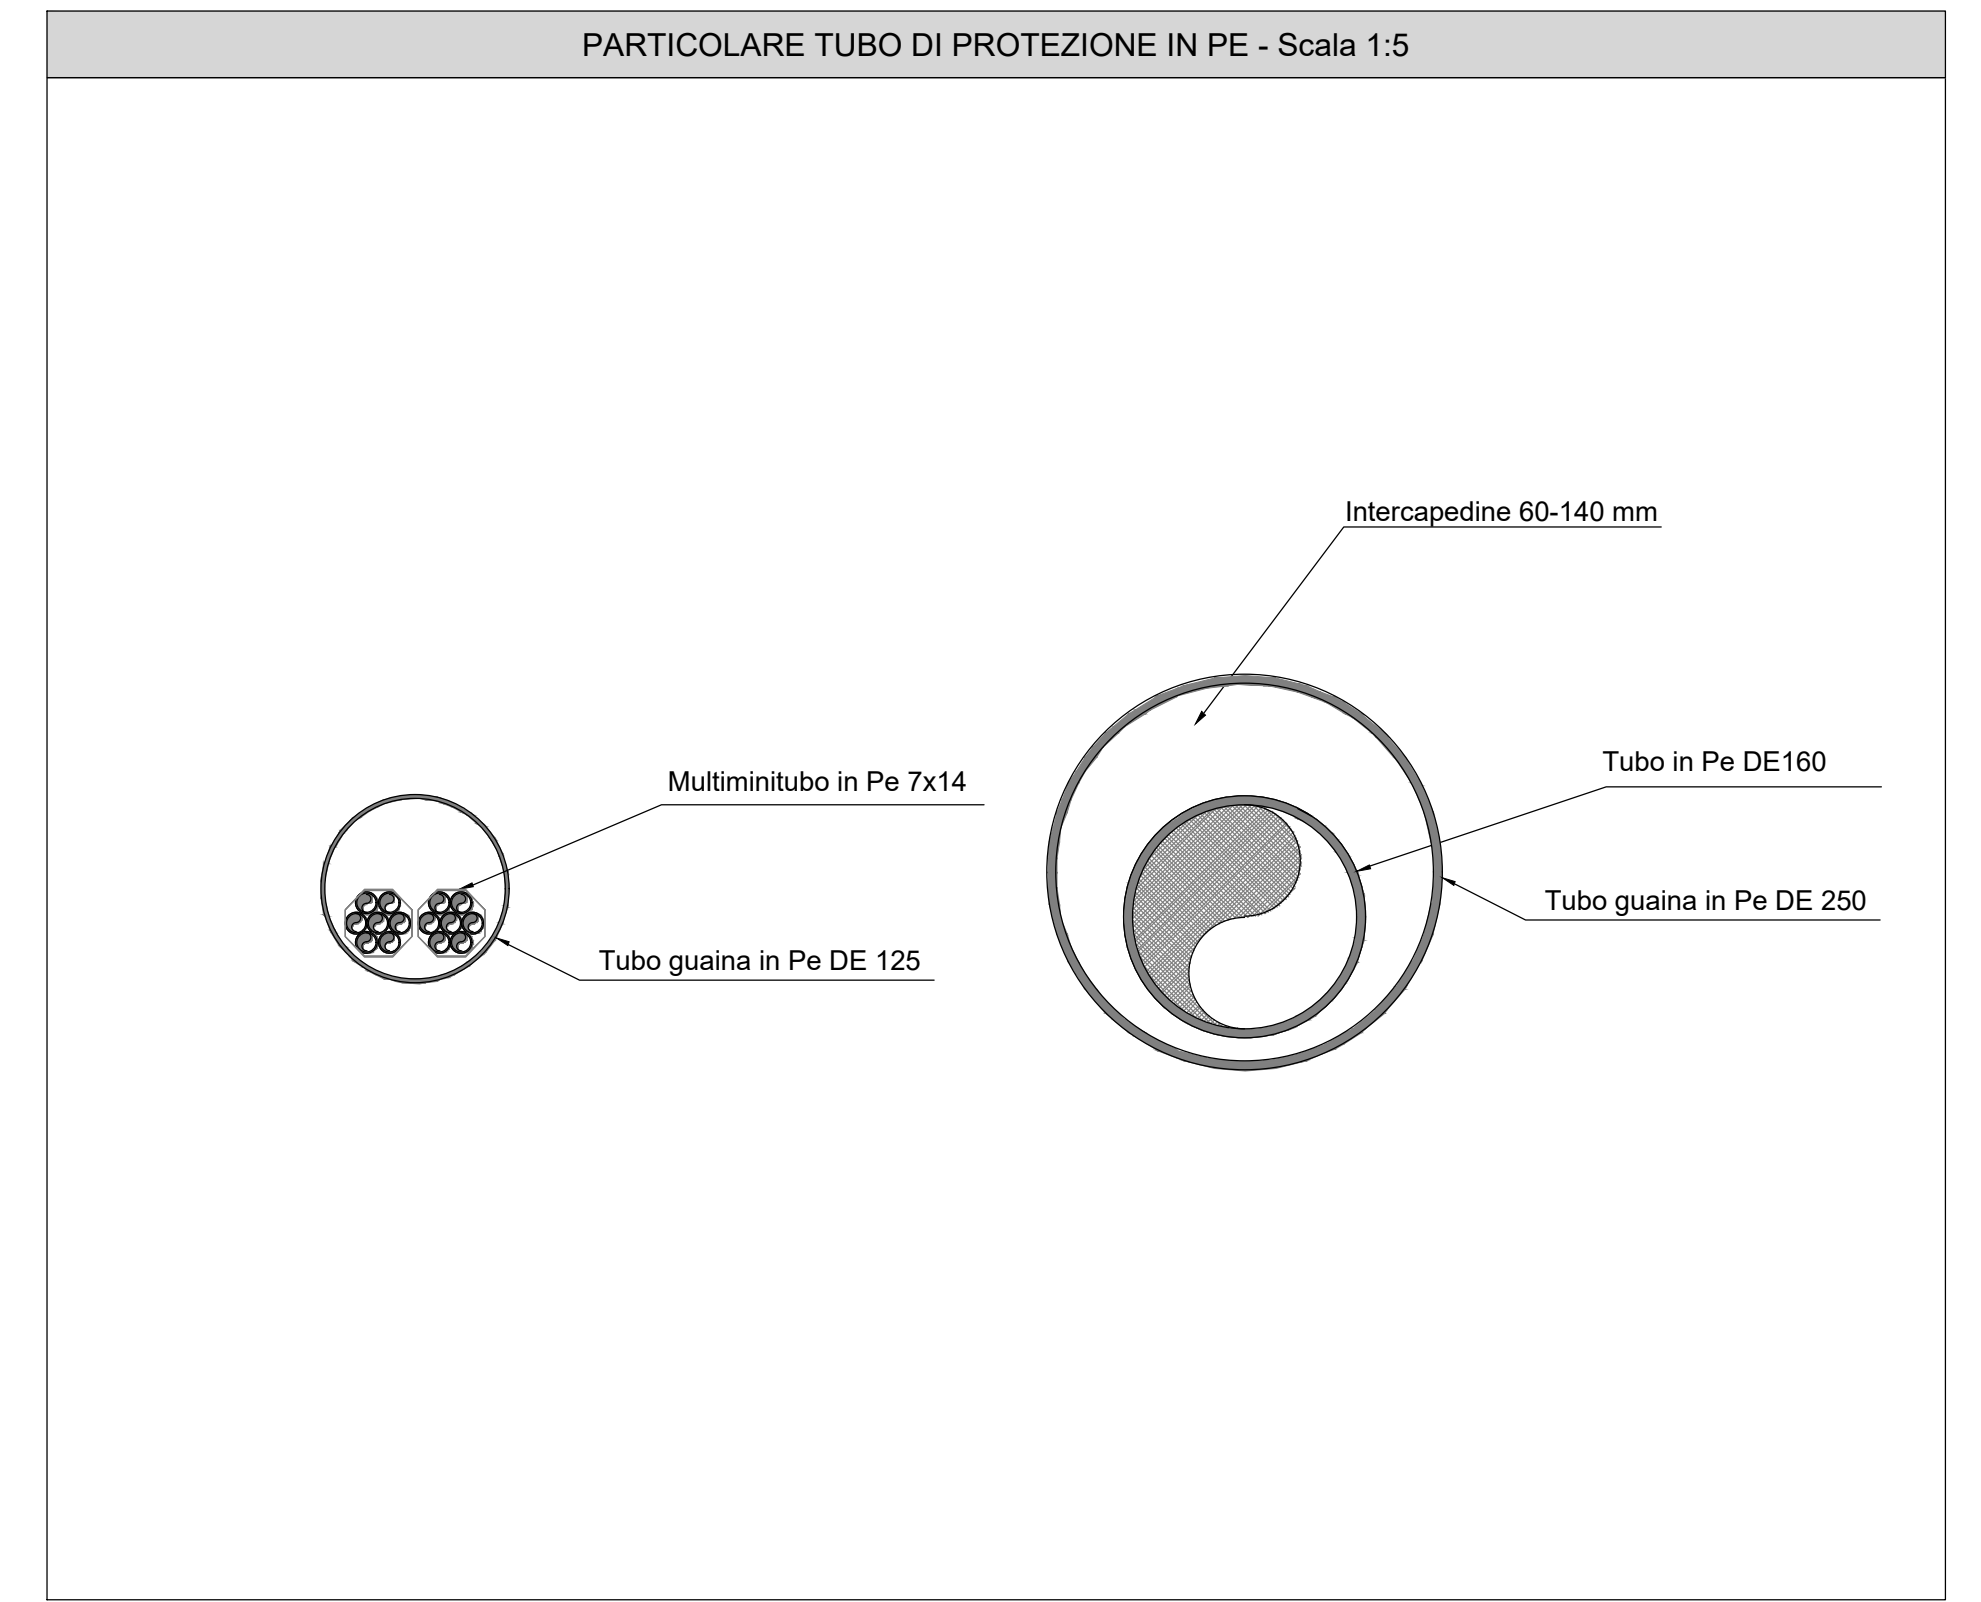 PARTICOLARE TUBO DI PROTEZIONE IN PE - Scala 1:5
Intercapedine 60-140 mm
Tubo in Pe DE160
Multiminitubo in Pe 7x14
Tubo guaina in Pe DE 250
Tubo guaina in Pe DE 125